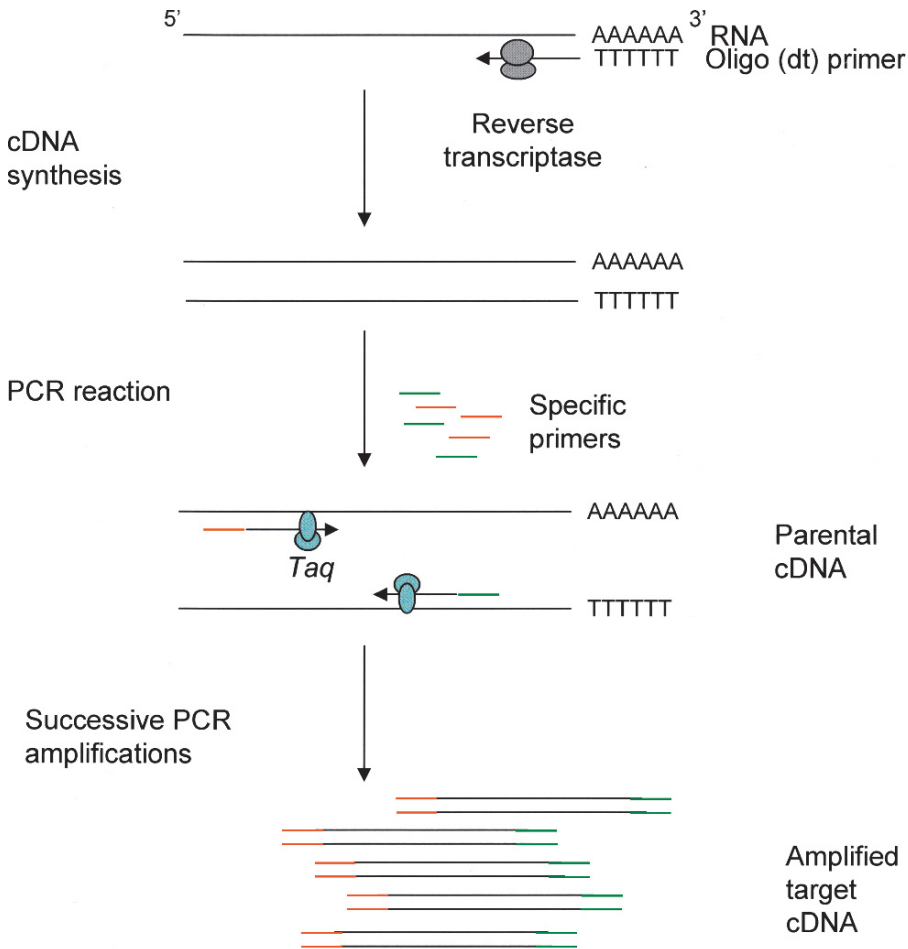 5' 3'
AAAAAA RNA
TTTTTT Oligo (dt) primer
Reverse
transcriptase
cDNA
synthesis
AAAAAA
TTTTTT
PCR reaction
Specific
primers
AAAAAA
Taq
Parental
cDNA
TTTTTT
Successive PCR
amplifications
Amplified
target
cDNA